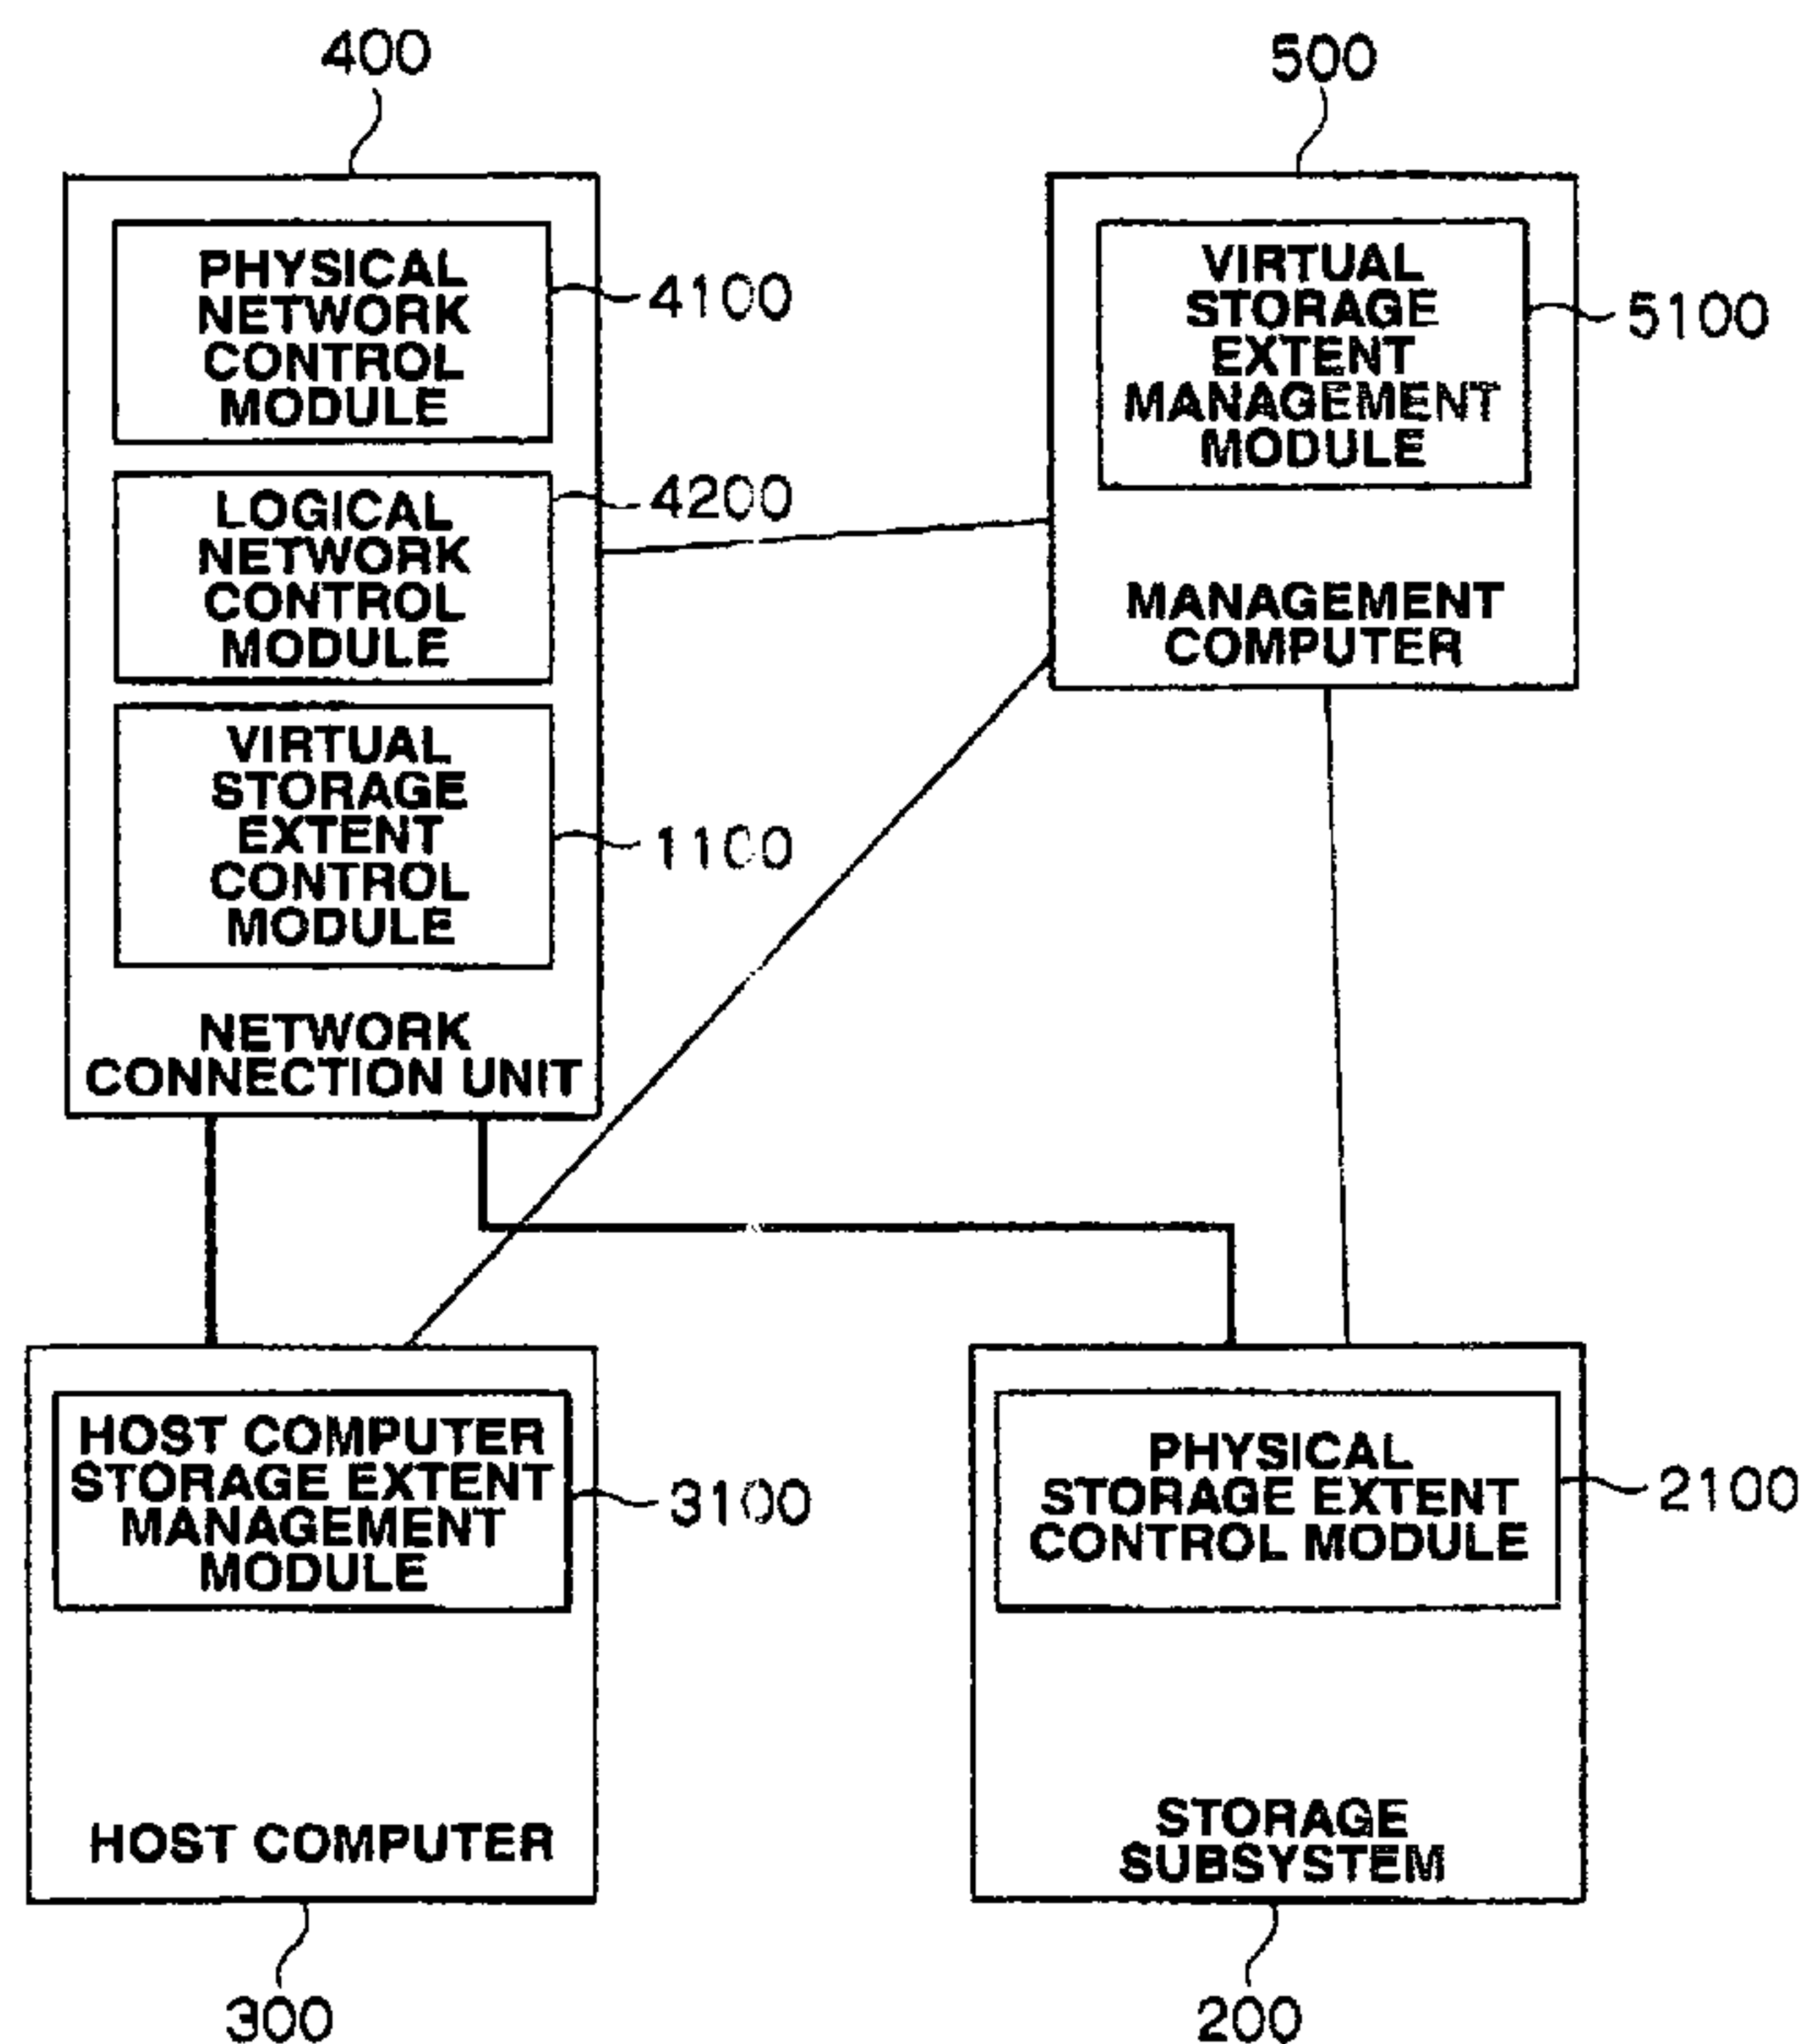 400
PHYSICAL
NETWORK
CONTROL
MODULE
4100
LOGICAL
NETWORK
CONTROL
MODULE
4200
VIRTUAL
STORAGE
EXTENT
CONTROL
MODULE
1100
NETWORK
CONNECTION UNIT
500
VIRTUAL
STORAGE
EXTENT
MANAGEMENT
MODULE
5100
MANAGEMENT
COMPUTER
HOST COMPUTER
STORAGE EXTENT
MANAGEMENT
MODULE
3100
HOST COMPUTER
300
PHYSICAL
STORAGE EXTENT
CONTROL MODULE
2100
STORAGE
SUBSYSTEM
200